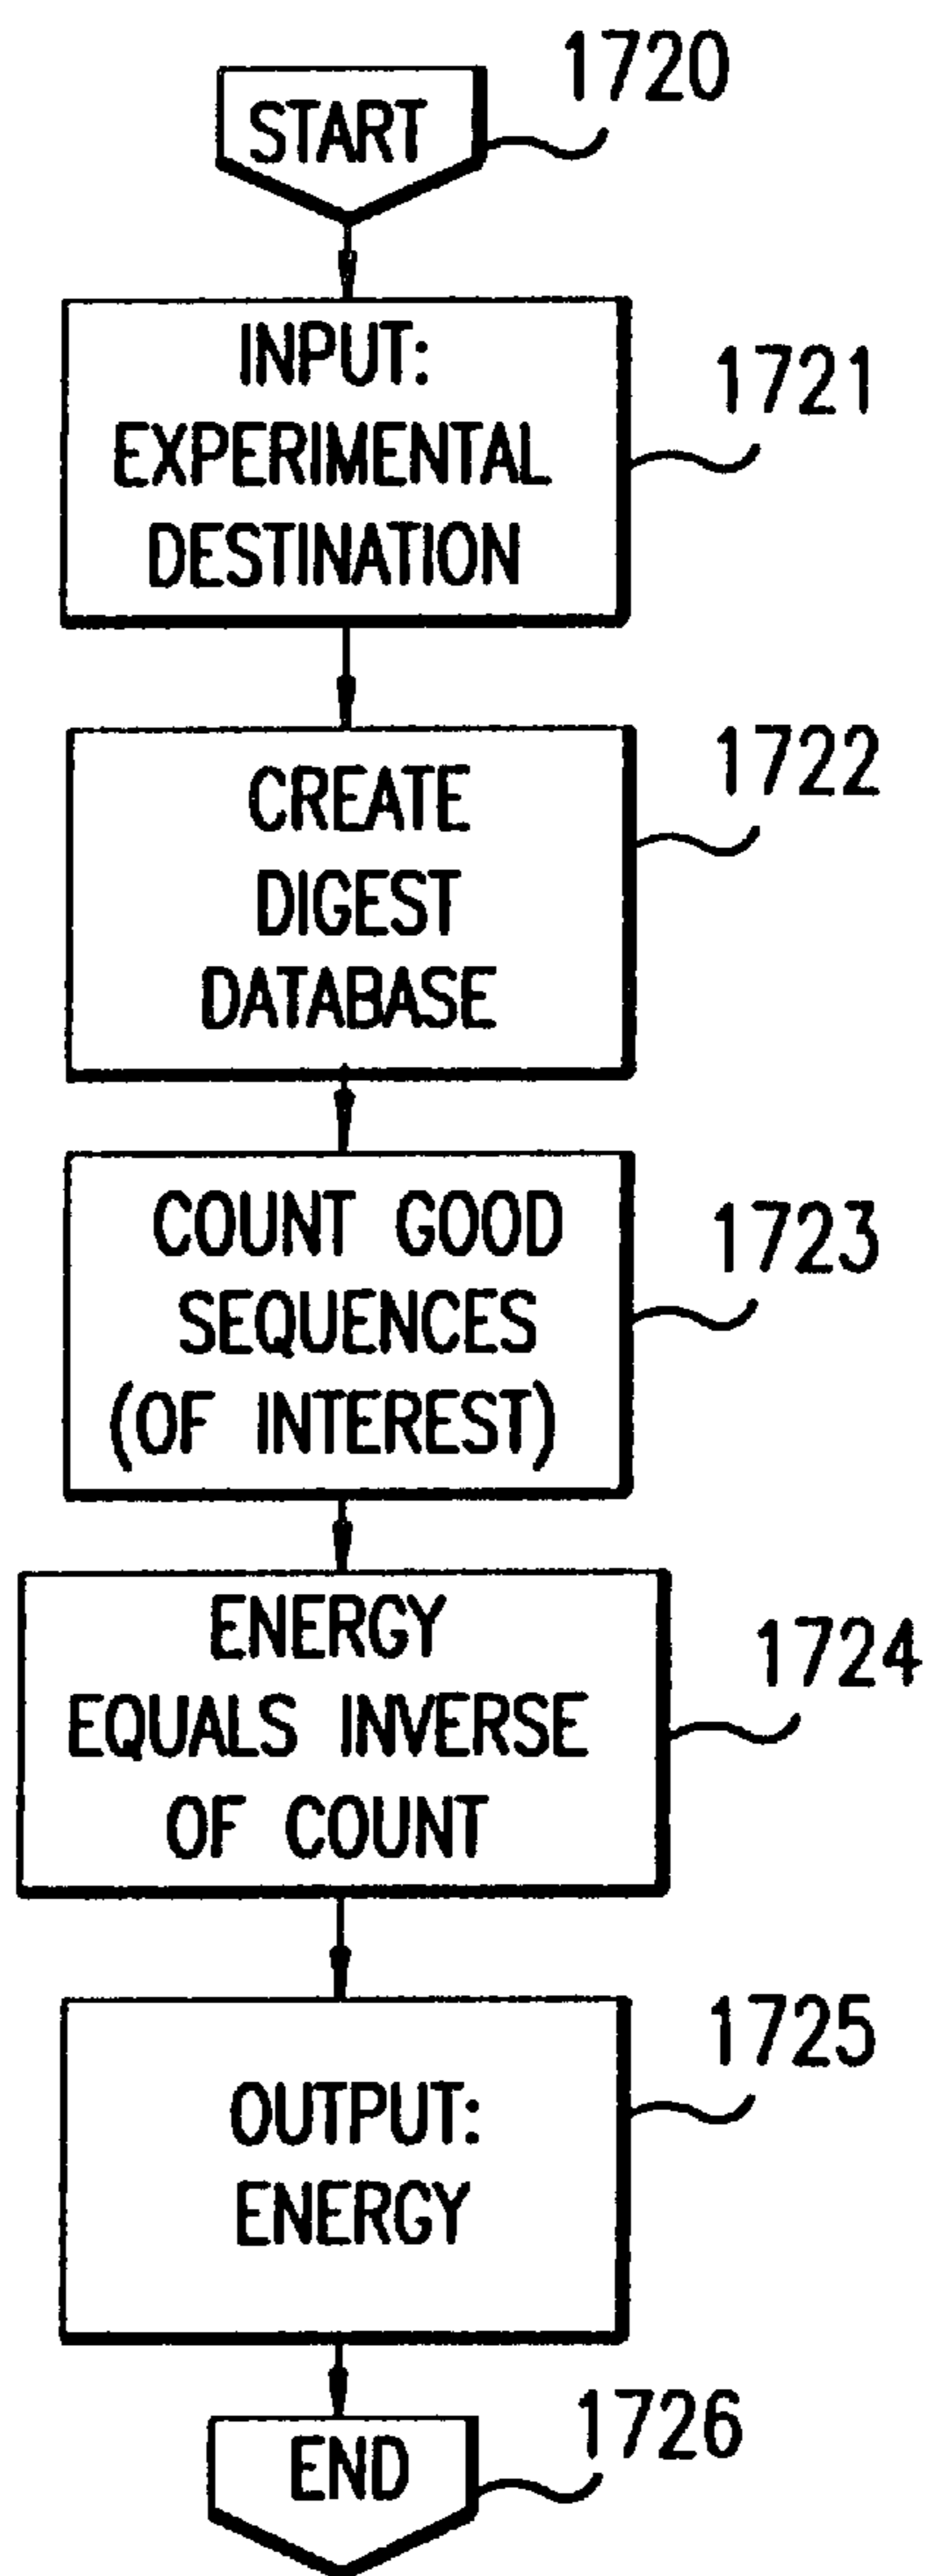 START
1720
INPUT:
EXPERIMENTAL
DESTINATION
1721
CREATE
DIGEST
DATABASE
1722
COUNT GOOD
SEQUENCES
(OF INTEREST)
1723
ENERGY
EQUALS INVERSE
OF COUNT
1724
OUTPUT:
ENERGY
1725
END
1726